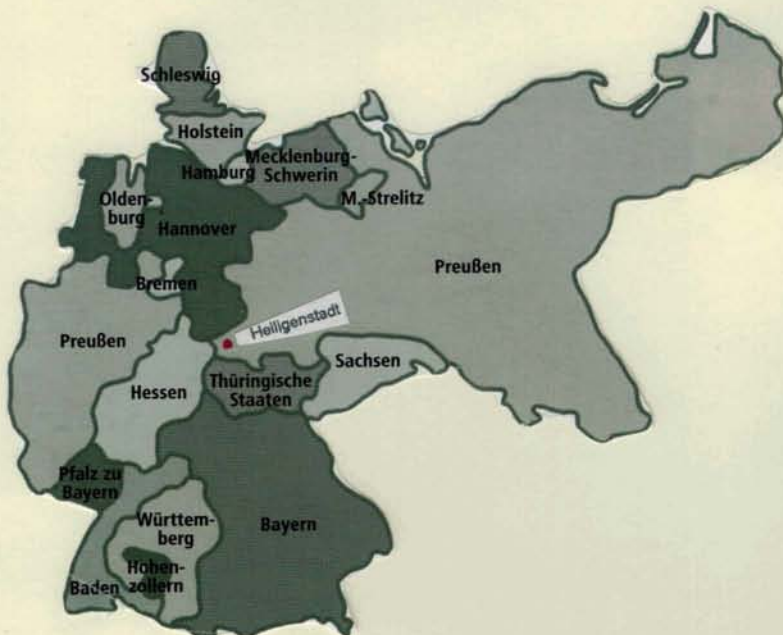 Schleswig
Holstein
Hamburg
Mecklenburg-
Schwerin
M.-Strelitz
Olden-
burg
Hannover
Bremen
Preußen
Preußen
Heiligenstadt
Hessen
Thüringische
Staaten
Sachsen
Pfalz zu
Bayern
Württem-
berg
Bayern
Hohen-
zollern
Baden